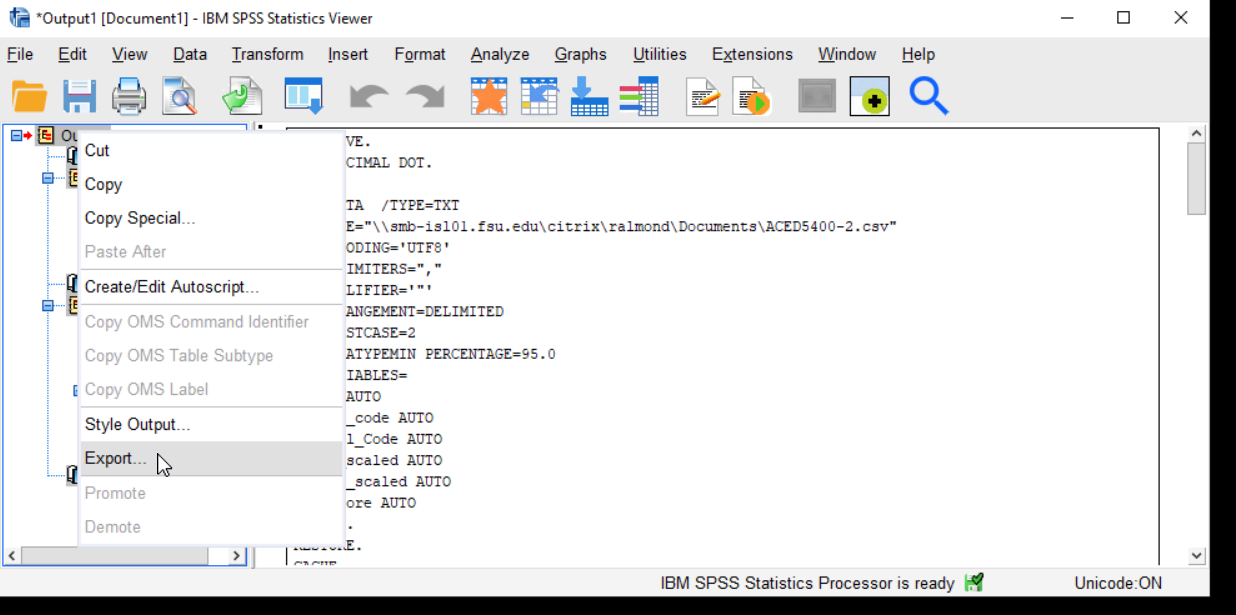 *Output1 [Document1] - IBM SPSS Statistics Viewer
File Edit View Data Transform Insert Format Analyze Graphs Utilities Extensions Window Help
Ou
Cut
Copy
Copy Special...
Paste After
Create/Edit Autoscript...
Copy OMS Command Identifier
Copy OMS Table Subtype
Copy OMS Label
Style Output...
Export...
Promote
Demote
VE.
CIMAL DOT.
TA /TYPE=TXT
E="\\smb-isl01.fsu.edu\citrix\ralmond\Documents\ACED5400-2.csv"
ODING='UTF8'
IMITERS=","
LIFIER='"'
ANGEMENT=DELIMITED
STCASE=2
ATYPEMIN PERCENTAGE=95.0
IABLES=
AUTO
_code AUTO
l_Code AUTO
scaled AUTO
_scaled AUTO
ore AUTO
.
RESTORE.
CACHE
IBM SPSS Statistics Processor is ready Unicode:ON